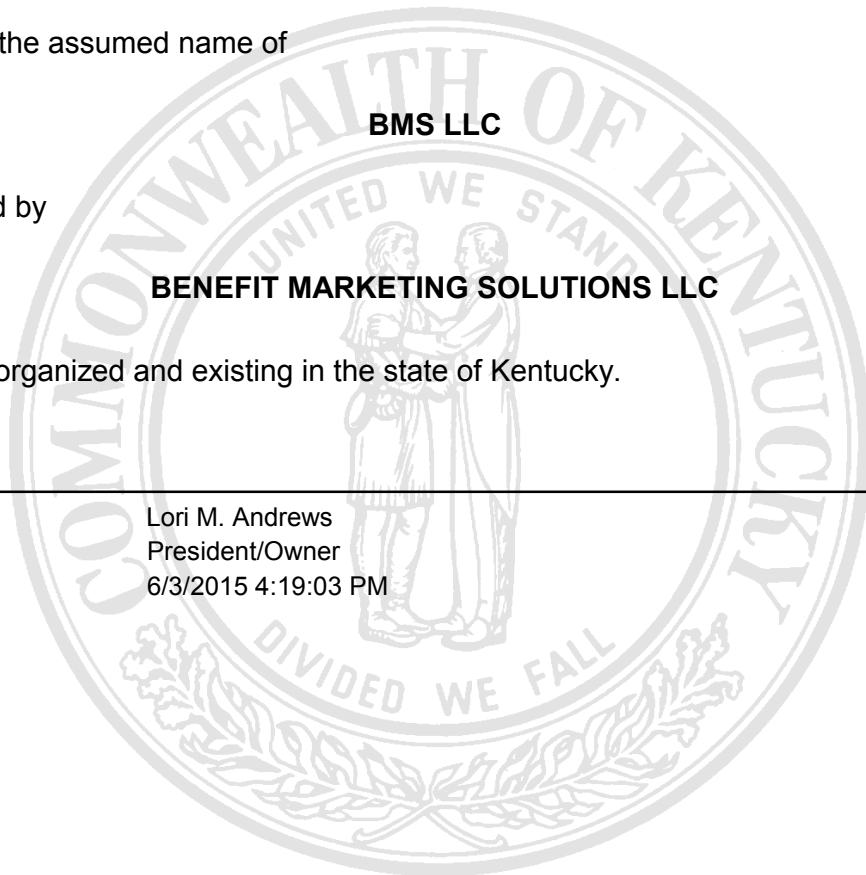 the assumed name of
BMS LLC
d by
BENEFIT MARKETING SOLUTIONS LLC
organized and existing in the state of Kentucky.
Lori M. Andrews
President/Owner
6/3/2015 4:19:03 PM
COMMONWEALTH OF KENTUCKY
UNITED WE STAND
DIVIDED WE FALL